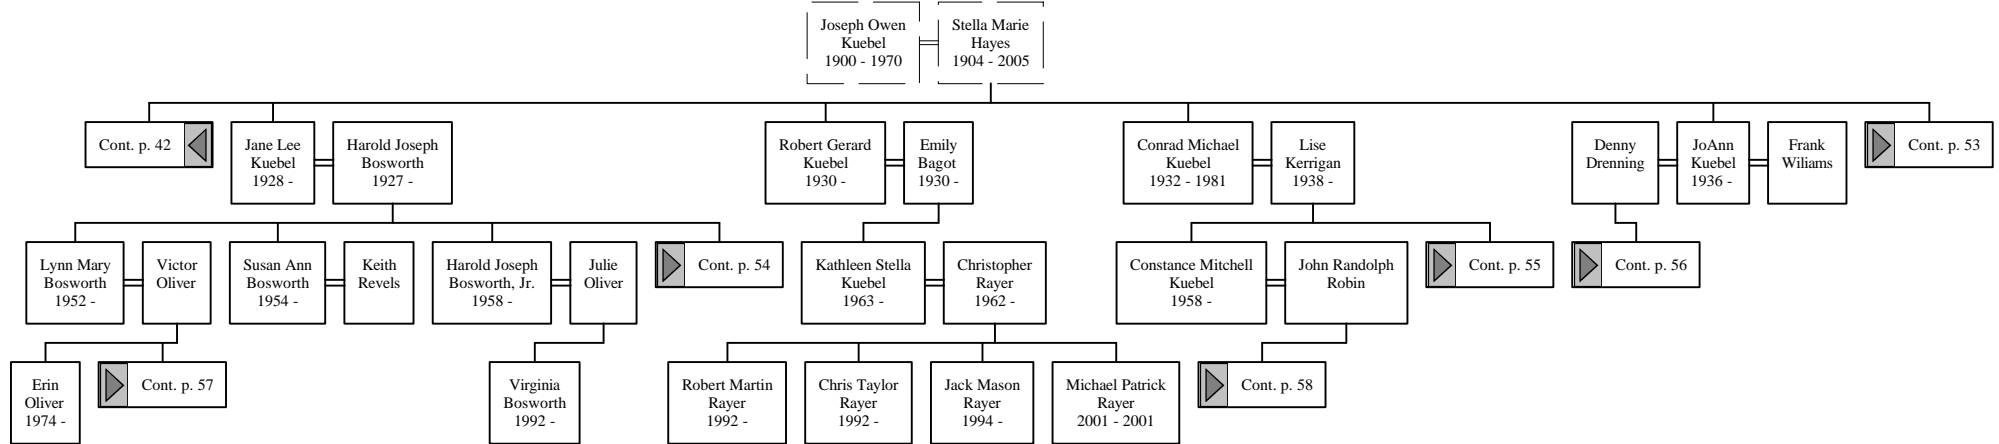 Joseph Owen
Kuebel
1900 - 1970
Stella Marie
Hayes
1904 - 2005
Cont. p. 42
Jane Lee
Kuebel
1928 -
Harold Joseph
Bosworth
1927 -
Robert Gerard
Kuebel
1930 -
Emily
Bagot
1930 -
Conrad Michael
Kuebel
1932 - 1981
Lise
Kerrigan
1938 -
Denny
Drenning
JoAnn
Kuebel
1936 -
Frank
Wiliams
Cont. p. 53
Lynn Mary
Bosworth
1952 -
Victor
Oliver
Susan Ann
Bosworth
1954 -
Keith
Revels
Harold Joseph
Bosworth, Jr.
1958 -
Julie
Oliver
Cont. p. 54
Kathleen Stella
Kuebel
1963 -
Christopher
Rayer
1962 -
Constance Mitchell
Kuebel
1958 -
John Randolph
Robin
Cont. p. 55
Cont. p. 56
Erin
Oliver
1974 -
Cont. p. 57
Virginia
Bosworth
1992 -
Robert Martin
Rayer
1992 -
Chris Taylor
Rayer
1992 -
Jack Mason
Rayer
1994 -
Michael Patrick
Rayer
2001 - 2001
Cont. p. 58